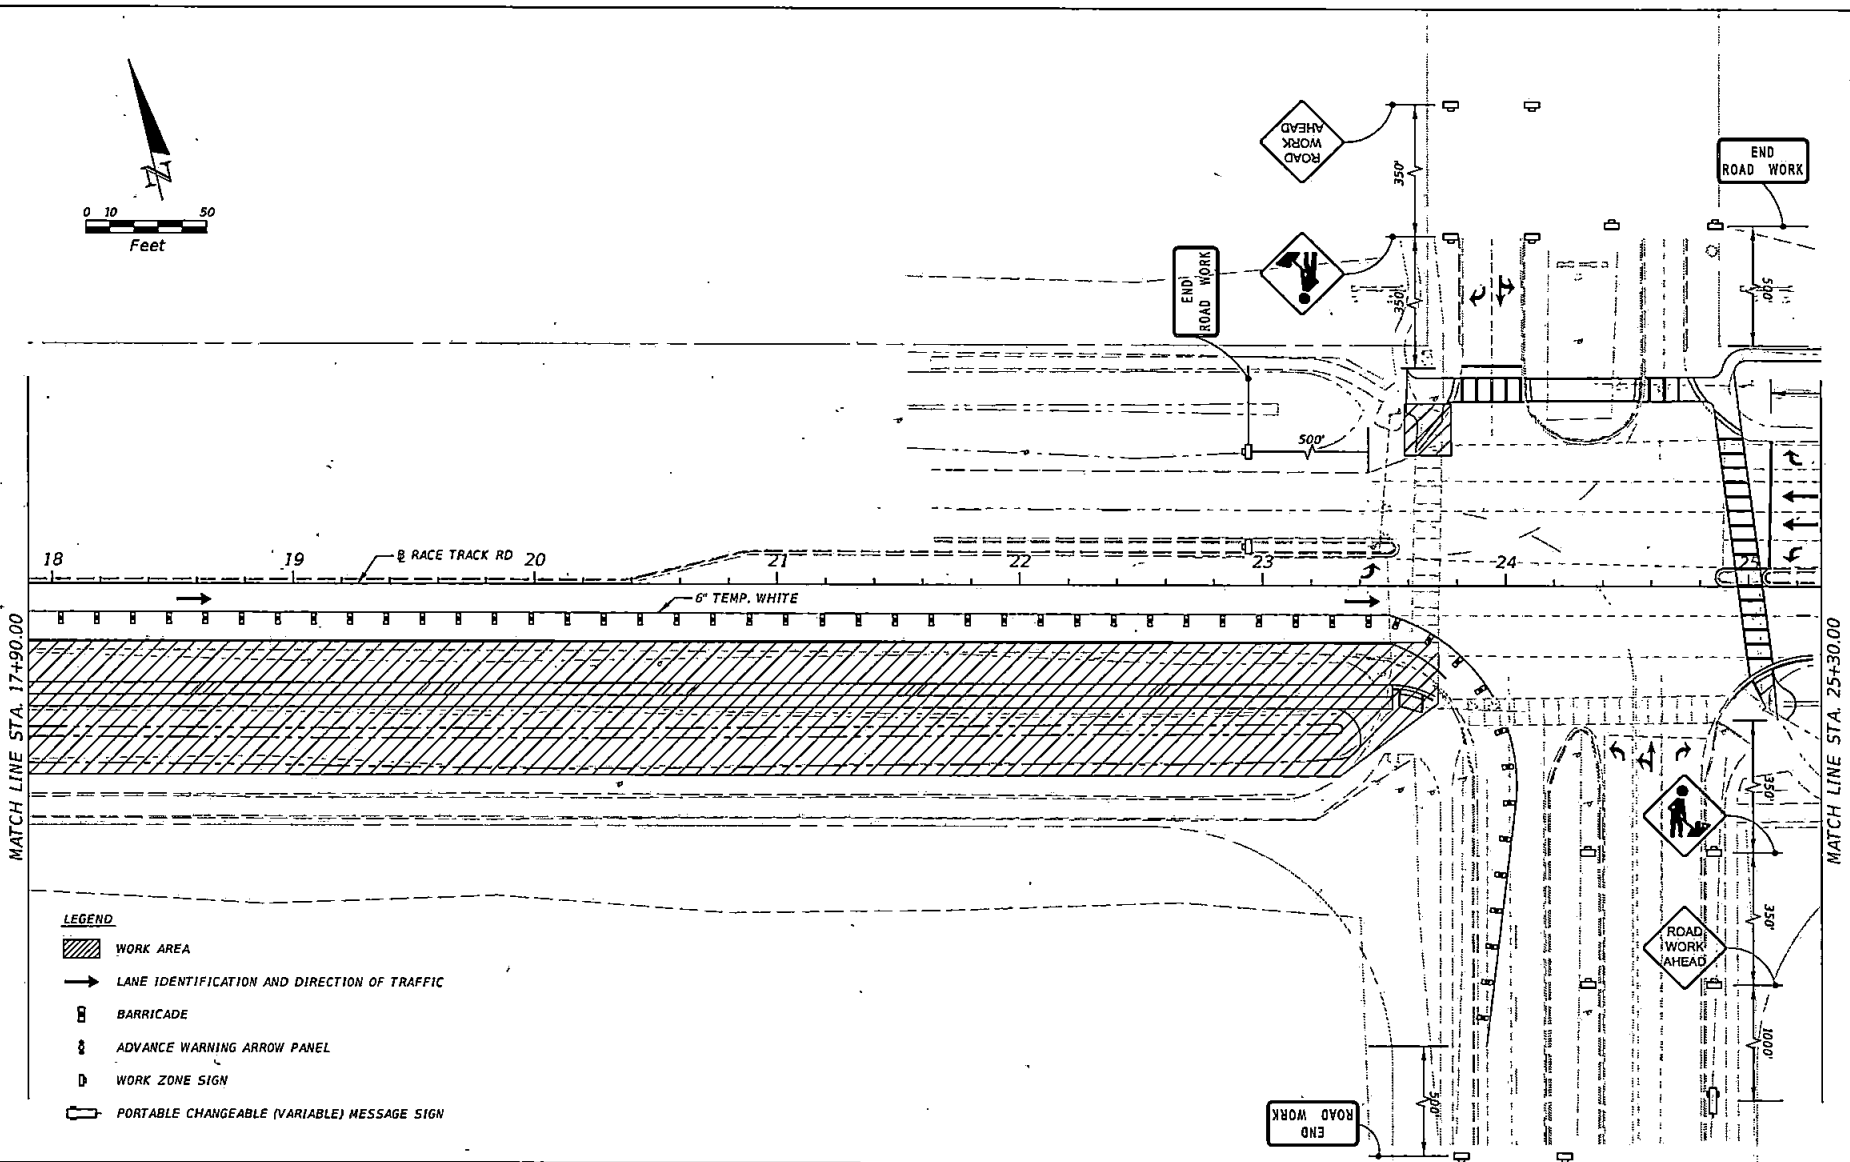 0 10 50
Feet
ROAD
WORK
AHEAD
350'
350'
END
ROAD WORK
500'
END
ROAD WORK
500'
18 19 20 21 22 23 24 25
℄ RACE TRACK RD
6" TEMP. WHITE
MATCH LINE STA. 17+90.00
MATCH LINE STA. 25+30.00
350'
350'
ROAD
WORK
AHEAD
1000'
500'
END
ROAD WORK
LEGEND
WORK AREA
LANE IDENTIFICATION AND DIRECTION OF TRAFFIC
BARRICADE
ADVANCE WARNING ARROW PANEL
WORK ZONE SIGN
PORTABLE CHANGEABLE (VARIABLE) MESSAGE SIGN